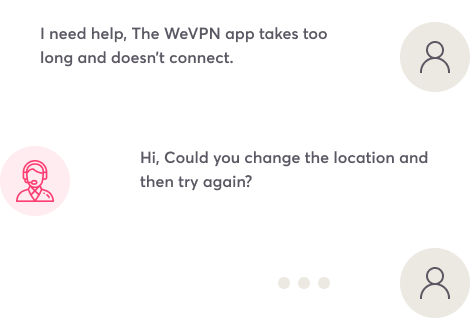 I need help, The WeVPN app takes too
long and doesn't connect.
Hi, Could you change the location and
then try again?